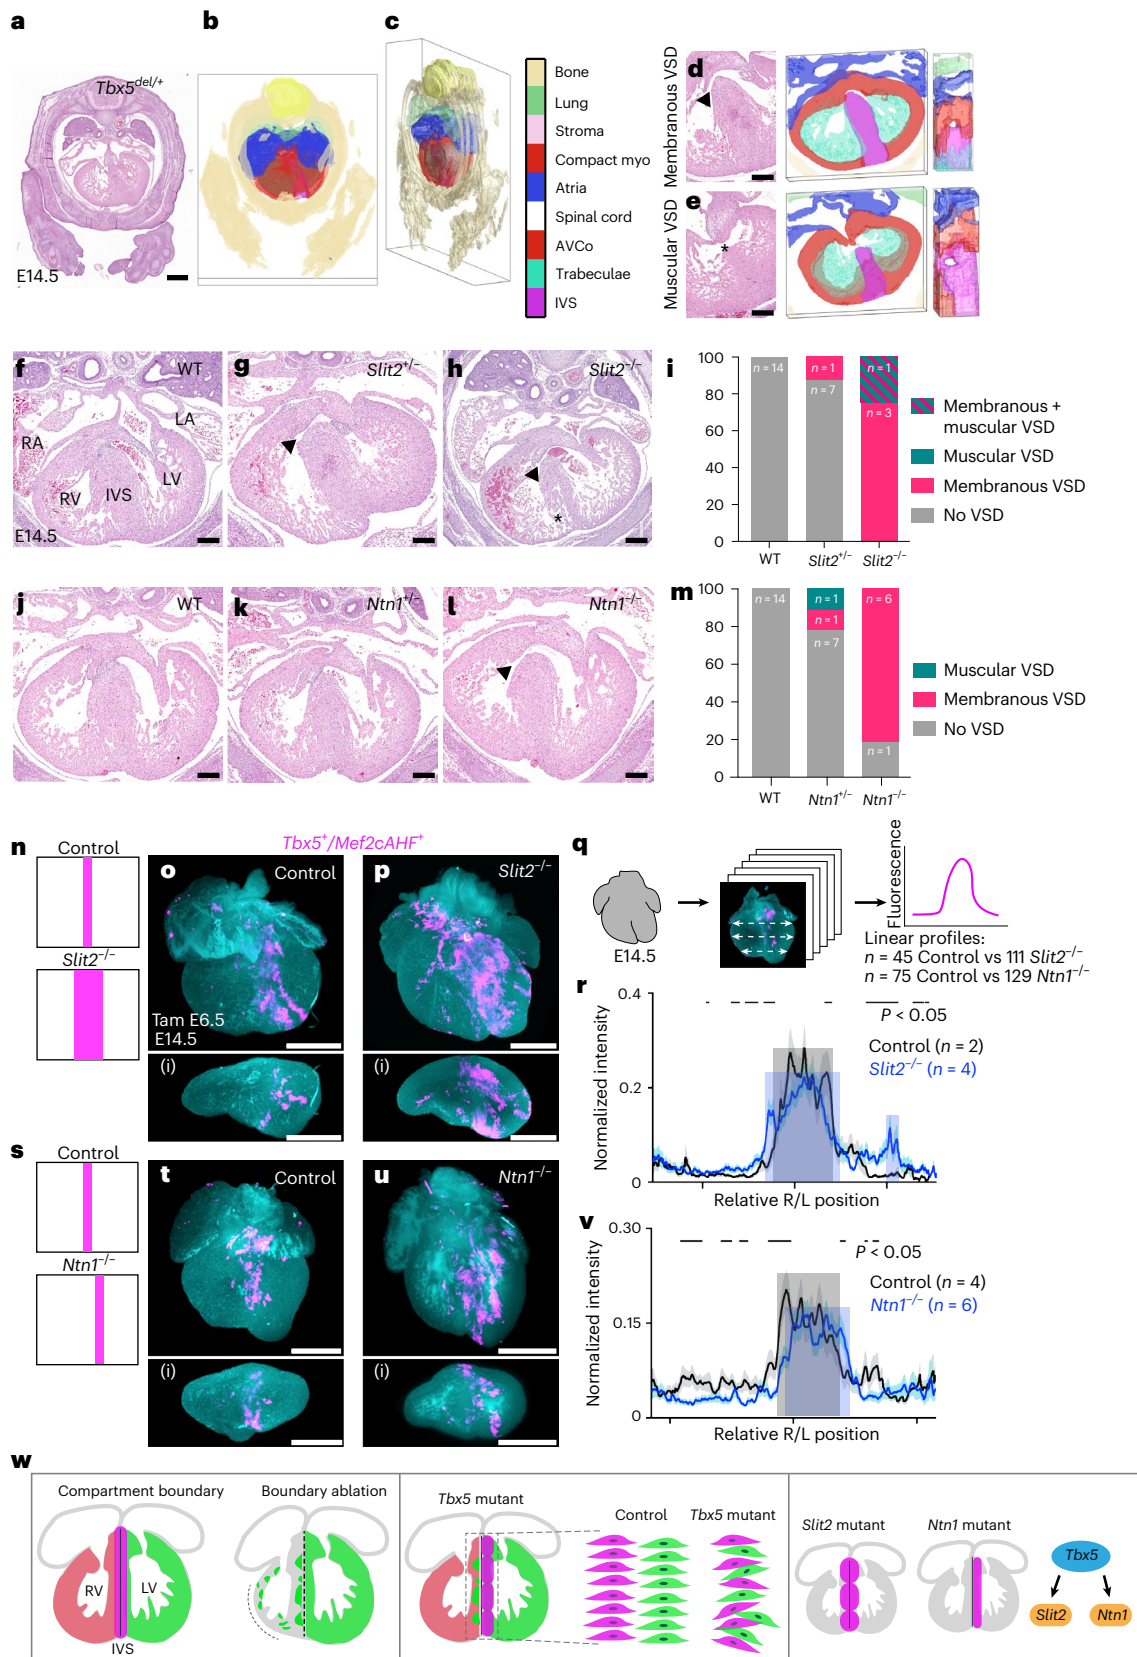 a
b
c
Tbx5del/+
E14.5
Bone
Lung
Stroma
Compact myo
Atria
Spinal cord
AVCo
Trabeculae
IVS
Membranous VSD
d
Muscular VSD
e
*
f
WT
LA
RA
RV
IVS
LV
E14.5
g
Slit2+/–
h
Slit2–/–
*
i
100
80
60
40
20
0
n = 14
n = 1
n = 7
n = 1
n = 3
WT
Slit2+/–
Slit2–/–
Membranous +
muscular VSD
Muscular VSD
Membranous VSD
No VSD
j
WT
k
Ntn1+/–
l
Ntn1–/–
m
100
80
60
40
20
0
n = 14
n = 1
n = 1
n = 7
n = 6
n = 1
WT
Ntn1+/–
Ntn1–/–
Muscular VSD
Membranous VSD
No VSD
n
Control
Slit2–/–
Tbx5+/Mef2cAHF+
o
Control
Tam E6.5
E14.5
(i)
p
Slit2–/–
(i)
q
E14.5
Fluorescence
Linear profiles:
n = 45 Control vs 111 Slit2–/–
n = 75 Control vs 129 Ntn1–/–
r
0.4
0.2
0
Normalized intensity
P < 0.05
Control (n = 2)
Slit2–/– (n = 4)
Relative R/L position
s
Control
Ntn1–/–
t
Control
(i)
u
Ntn1–/–
(i)
v
0.30
0.15
0
Normalized intensity
P < 0.05
Control (n = 4)
Ntn1–/– (n = 6)
Relative R/L position
w
Compartment boundary
RV
LV
IVS
Boundary ablation
Tbx5 mutant
Control
Tbx5 mutant
Slit2 mutant
Ntn1 mutant
Tbx5
Slit2
Ntn1